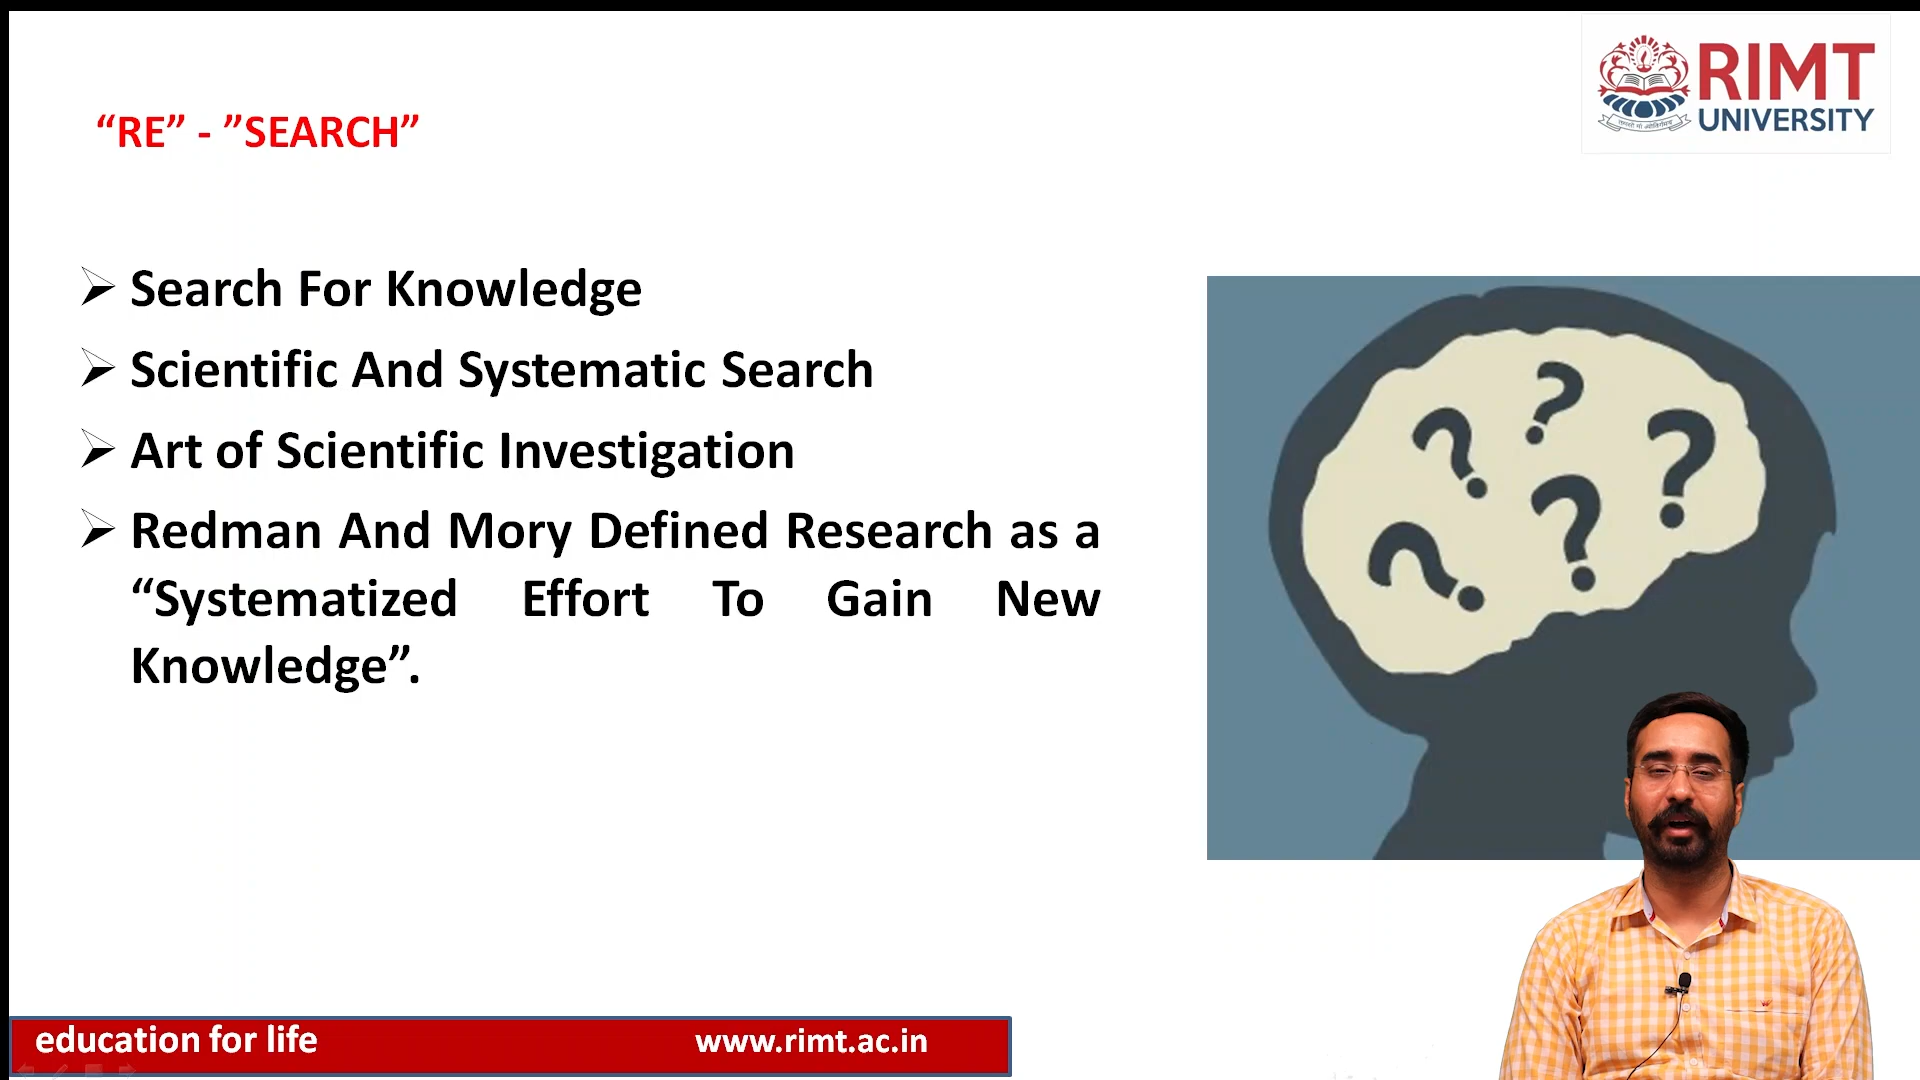 RIMT
UNIVERSITY
“RE” - ”SEARCH”
Search For Knowledge
Scientific And Systematic Search
Art of Scientific Investigation
Redman And Mory Defined Research as a
“Systematized Effort To Gain New
Knowledge”.
education for life
www.rimt.ac.in